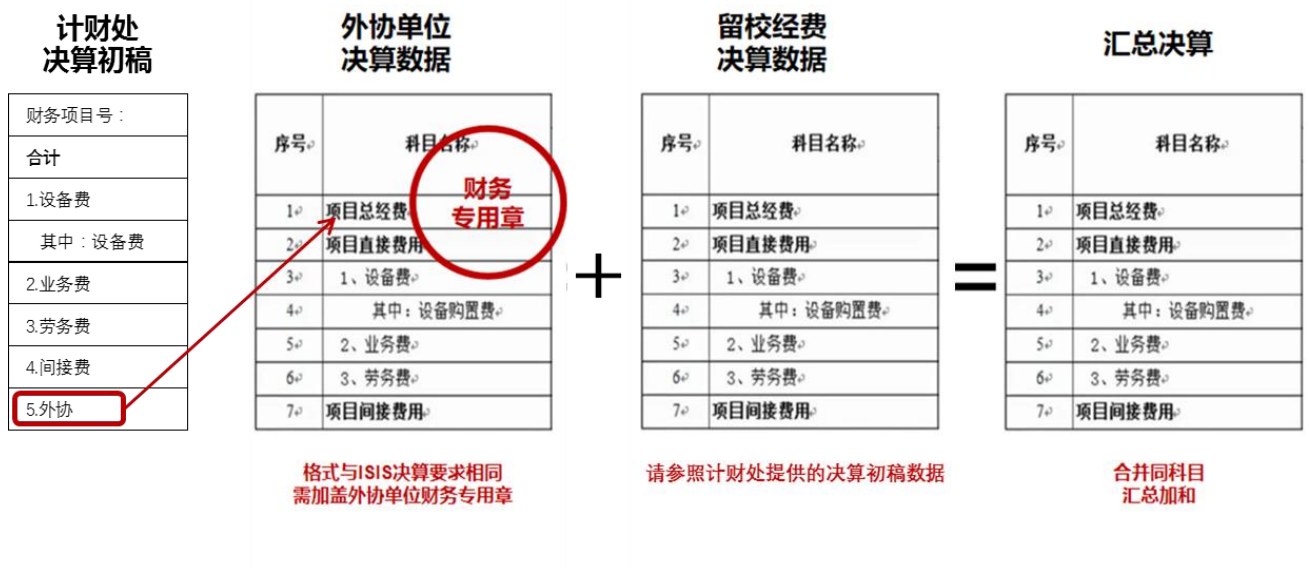 计财处
决算初稿
财务项目号：
合计
1.设备费
其中：设备费
2.业务费
3.劳务费
4.间接费
5.外协
外协单位
决算数据
序号 科目名称
财务
专用章
1 项目总经费
2 项目直接费用
3 1、设备费
4 其中：设备购置费
5 2、业务费
6 3、劳务费
7 项目间接费用
格式与ISIS决算要求相同
需加盖外协单位财务专用章
+
留校经费
决算数据
序号 科目名称
1 项目总经费
2 项目直接费用
3 1、设备费
4 其中：设备购置费
5 2、业务费
6 3、劳务费
7 项目间接费用
请参照计财处提供的决算初稿数据
=
汇总决算
序号 科目名称
1 项目总经费
2 项目直接费用
3 1、设备费
4 其中：设备购置费
5 2、业务费
6 3、劳务费
7 项目间接费用
合并同科目
汇总加和